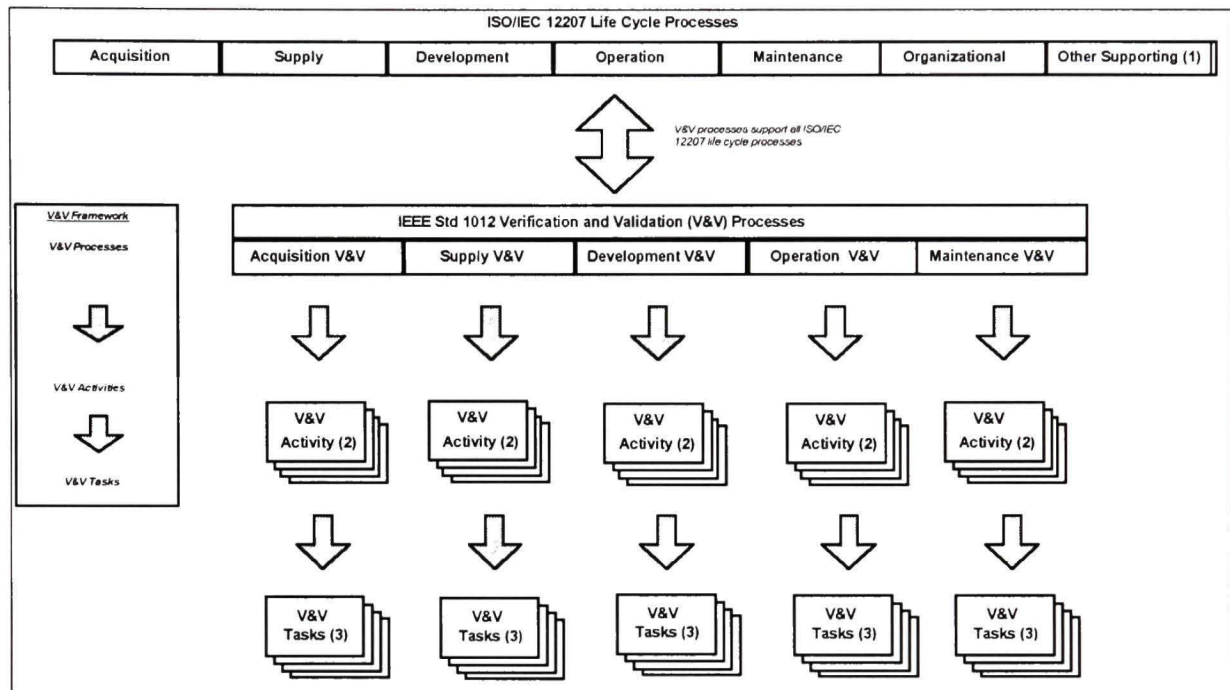 ISO/IEC 12207 Life Cycle Processes
Acquisition Supply Development Operation Maintenance Organizational Other Supporting (1)
V&V processes support all ISO/IEC
12207 life cycle processes
V&V Framework
V&V Processes
V&V Activities
V&V Tasks
IEEE Std 1012 Verification and Validation (V&V) Processes
Acquisition V&V Supply V&V Development V&V Operation V&V Maintenance V&V
V&V V&V V&V V&V V&V
Activity (2) Activity (2) Activity (2) Activity (2) Activity (2)
V&V V&V V&V V&V V&V
Tasks (3) Tasks (3) Tasks (3) Tasks (3) Tasks (3)